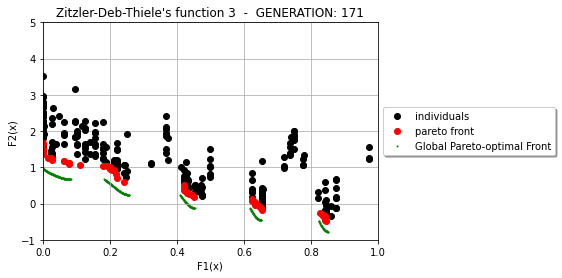 Zitzler-Deb-Thiele's function 3 - GENERATION: 171
5
4
3
2
1
0
−1
F2(x)
0.0 0.2 0.4 0.6 0.8 1.0
F1(x)
individuals
pareto front
Global Pareto-optimal Front